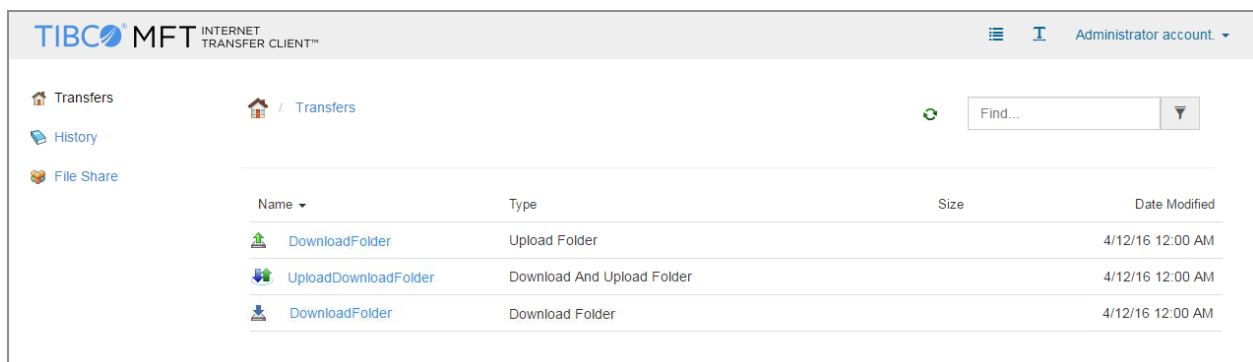 TIBCO® MFT INTERNET TRANSFER CLIENT™
Administrator account.
Transfers
History
File Share
/ Transfers
Find...
Name Type Size Date Modified
DownloadFolder Upload Folder 4/12/16 12:00 AM
UploadDownloadFolder Download And Upload Folder 4/12/16 12:00 AM
DownloadFolder Download Folder 4/12/16 12:00 AM